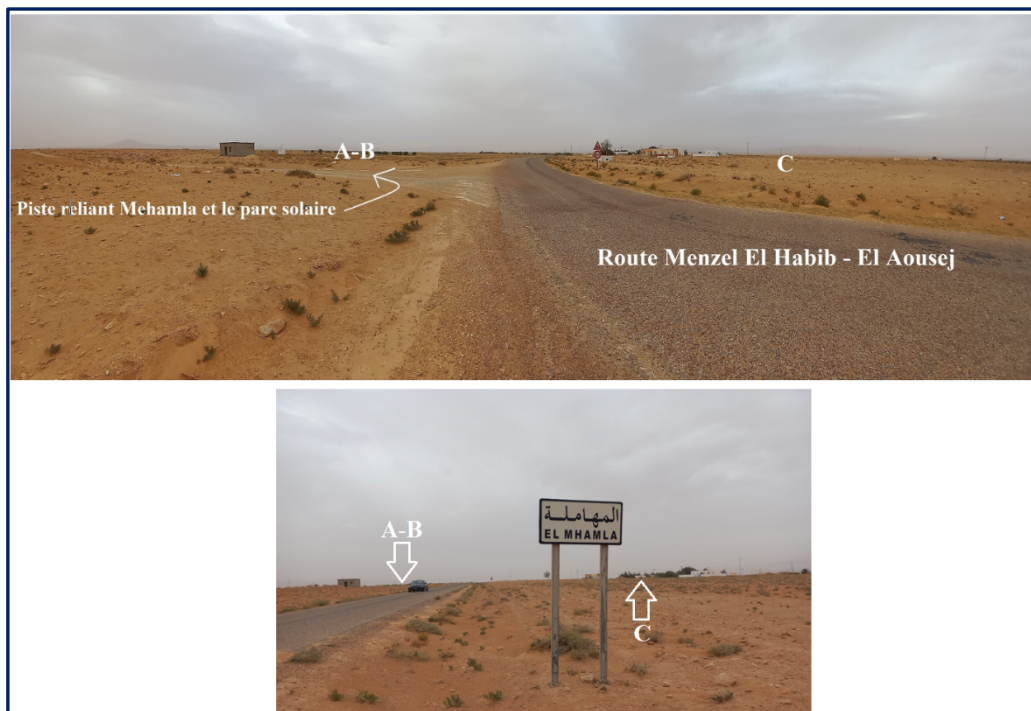 A-B
C
Piste reliant Mehamla et le parc solaire
Route Menzel El Habib - El Aousej
A-B
المهاملة
EL MHAMLA
C